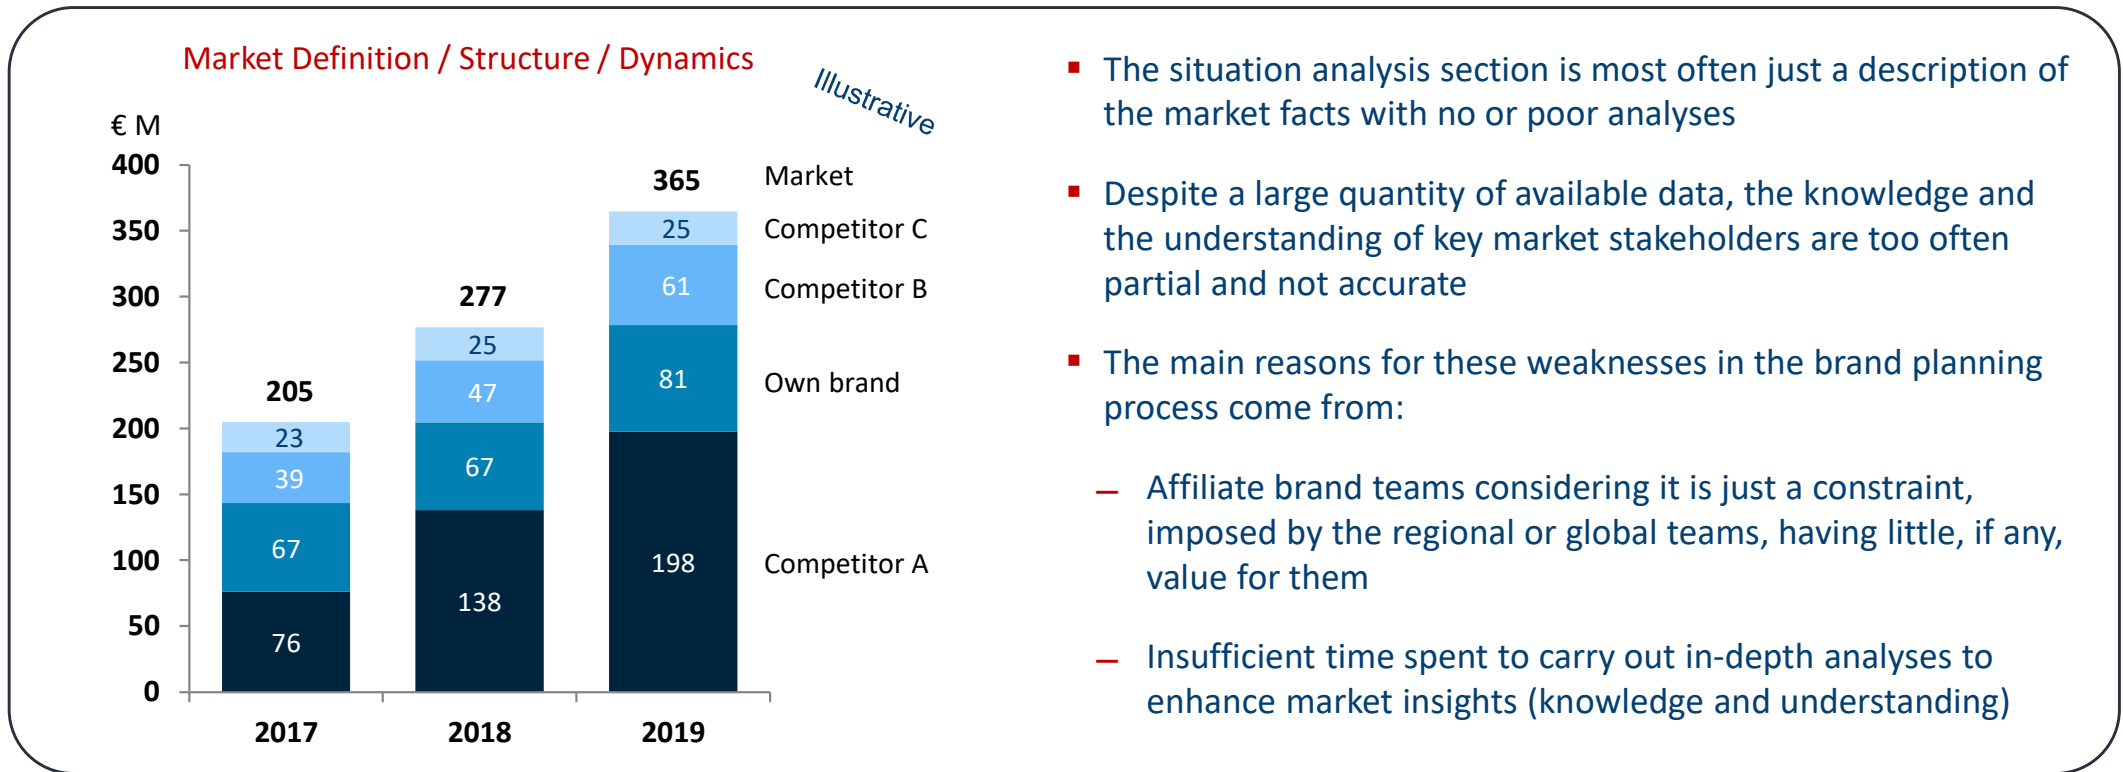 Market Definition / Structure / Dynamics
Illustrative
€ M
400
350
300
250
200
150
100
50
0
205
23
39
67
76
277
25
47
67
138
365
25
61
81
198
Market
Competitor C
Competitor B
Own brand
Competitor A
2017
2018
2019
▪ The situation analysis section is most often just a description of
the market facts with no or poor analyses
▪ Despite a large quantity of available data, the knowledge and
the understanding of key market stakeholders are too often
partial and not accurate
▪ The main reasons for these weaknesses in the brand planning
process come from:
– Affiliate brand teams considering it is just a constraint,
imposed by the regional or global teams, having little, if any,
value for them
– Insufficient time spent to carry out in-depth analyses to
enhance market insights (knowledge and understanding)